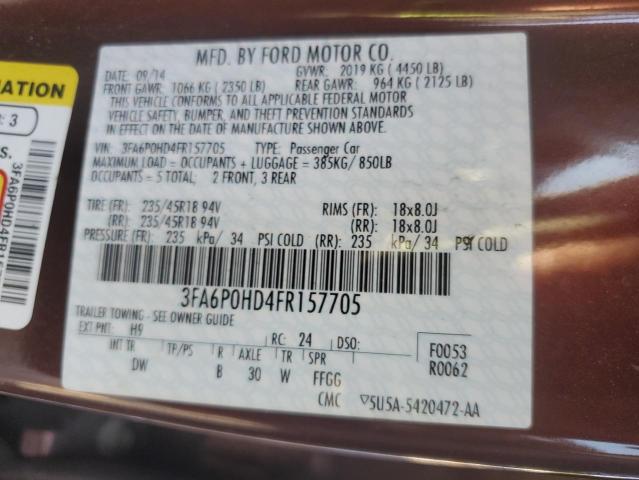 MFD. BY FORD MOTOR CO.
DATE: 09/14 GVWR: 2019 KG ( 4450 LB)
FRONT GAWR: 1066 KG ( 2350 LB) REAR GAWR: 964 KG ( 2125 LB)
THIS VEHICLE CONFORMS TO ALL APPLICABLE FEDERAL MOTOR
VEHICLE SAFETY, BUMPER, AND THEFT PREVENTION STANDARDS
IN EFFECT ON THE DATE OF MANUFACTURE SHOWN ABOVE.
VIN: 3FA6P0HD4FR157705 TYPE: Passenger Car
MAXIMUM LOAD = OCCUPANTS + LUGGAGE = 385KG/ 850LB
OCCUPANTS = 5 TOTAL: 2 FRONT, 3 REAR
TIRE (FR): 235/45R18 94V RIMS (FR): 18x8.0J
(RR): 235/45R18 94V (RR): 18x8.0J
PRESSURE (FR): 235 kPa/ 34 PSI COLD (RR): 235 kPa/ 34 PSI COLD
3FA6P0HD4FR157705
TRAILER TOWING - SEE OWNER GUIDE
EXT PNT: H9 RC: 24 DSO: F0053
INT TR TP/PS R AXLE TR SPR R0062
DW B 30 W FFGG
CMC ▽5U5A-5420472-AA
: 3
S.